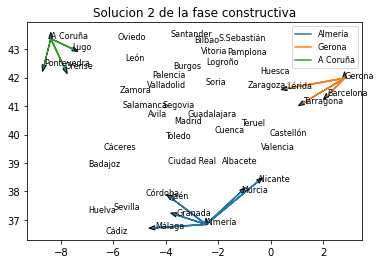 Solucion 2 de la fase constructiva
Almería
Gerona
A Coruña
A Coruña
Oviedo
Santander
Bilbao
S.Sebastián
Lugo
León
Vitoria
Pamplona
Pontevedra
Orense
Burgos
Logroño
Palencia
Huesca
Gerona
Zamora
Valladolid
Soria
Zaragoza
Lérida
Barcelona
Salamanca
Segovia
Tarragona
Avila
Guadalajara
Madrid
Teruel
Toledo
Cuenca
Castellón
Cáceres
Valencia
Badajoz
Ciudad Real
Albacete
Alicante
Córdoba
Jaén
Murcia
Huelva
Sevilla
Granada
Almería
Cádiz
Málaga
43
42
41
40
39
38
37
−8
−6
−4
−2
0
2